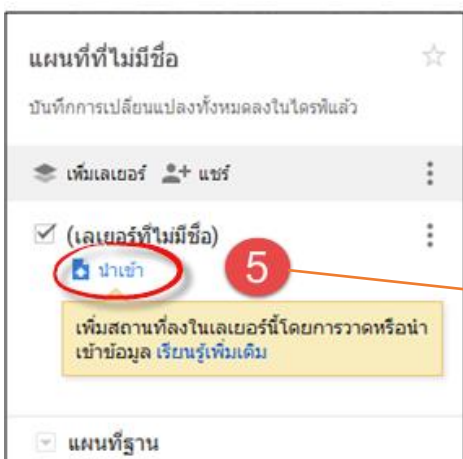 แผนที่ที่ไม่มีชื่อ
บันทึกการเปลี่ยนแปลงทั้งหมดลงในไดรฟ์แล้ว
เพิ่มเลเยอร์ แชร์
(เลเยอร์ที่ไม่มีชื่อ)
นำเข้า
5
เพิ่มสถานที่ลงในเลเยอร์นี้โดยการวาดหรือนำ
เข้าข้อมูล เรียนรู้เพิ่มเติม
แผนที่ฐาน